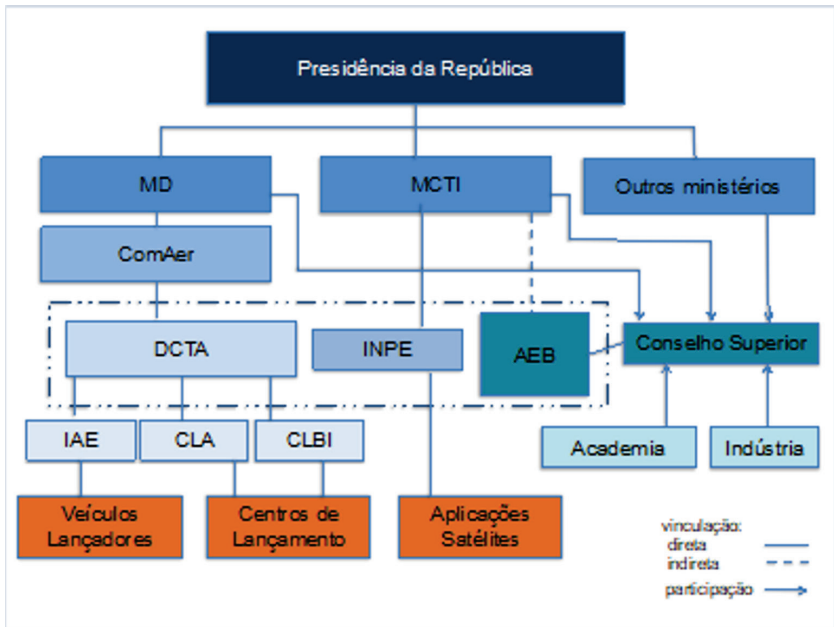 Presidência da República
MD
MCTI
Outros ministérios
ComAer
DCTA
INPE
AEB
Conselho Superior
IAE
CLA
CLBI
Academia
Indústria
Veículos
Lançadores
Centros de
Lançamento
Aplicações
Satélites
vinculação:
direta
indireta
participação